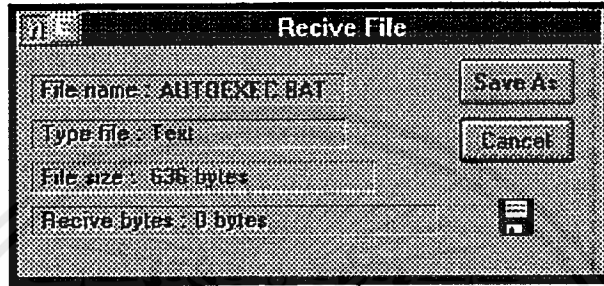 Recive File
File name : AUTOEXEC.BAT
Save As
Type file : Text
Cancel
File size : 636 bytes
Recive bytes : 0 bytes